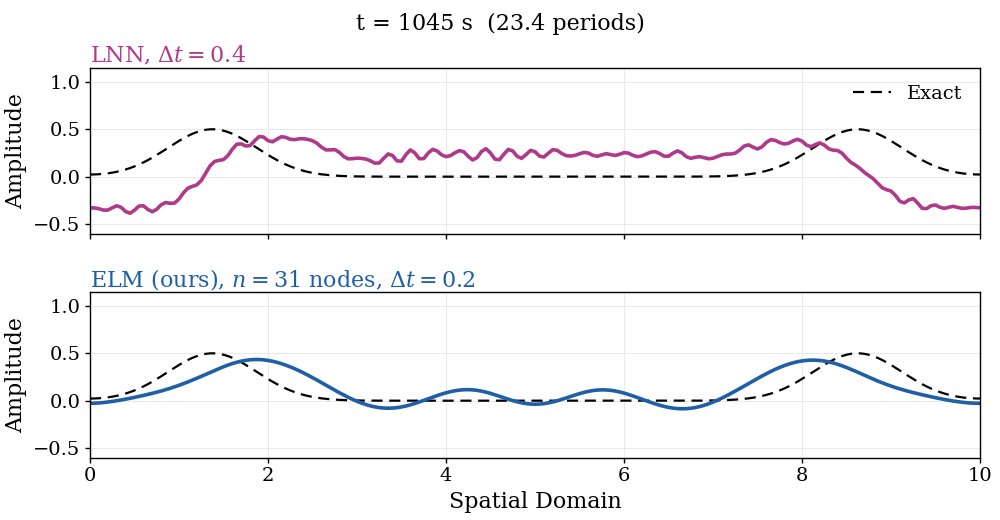 t = 1045 s (23.4 periods)
LNN, Δt = 0.4
1.0
0.5
0.0
−0.5
Amplitude
Exact
ELM (ours), n = 31 nodes, Δt = 0.2
1.0
0.5
0.0
−0.5
Amplitude
0 2 4 6 8 10
Spatial Domain